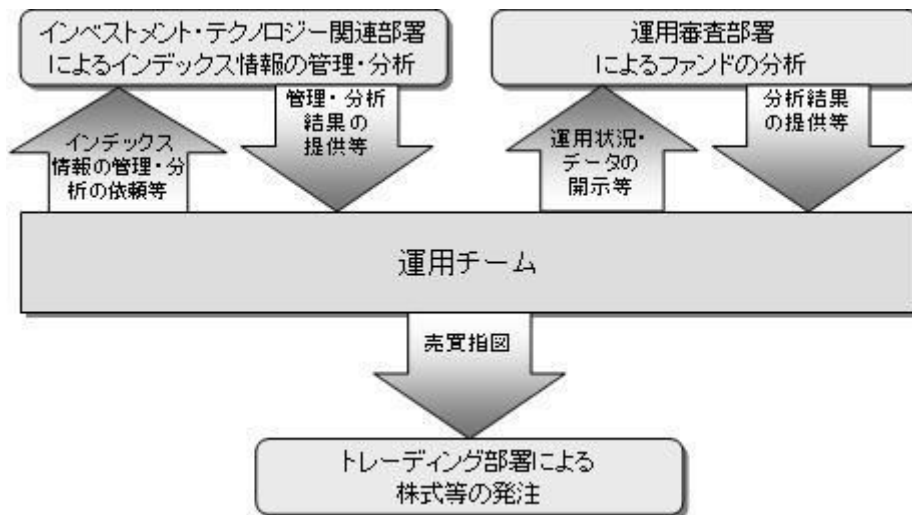 インベストメント・テクノロジー関連部署
によるインデックス情報の管理・分析
運用審査部署
によるファンドの分析
インデックス
情報の管理・分
析の依頼等
管理・分析
結果の
提供等
運用状況・
データの
開示等
分析結果
の提供等
運用チーム
売買指図
トレーディング部署による
株式等の発注